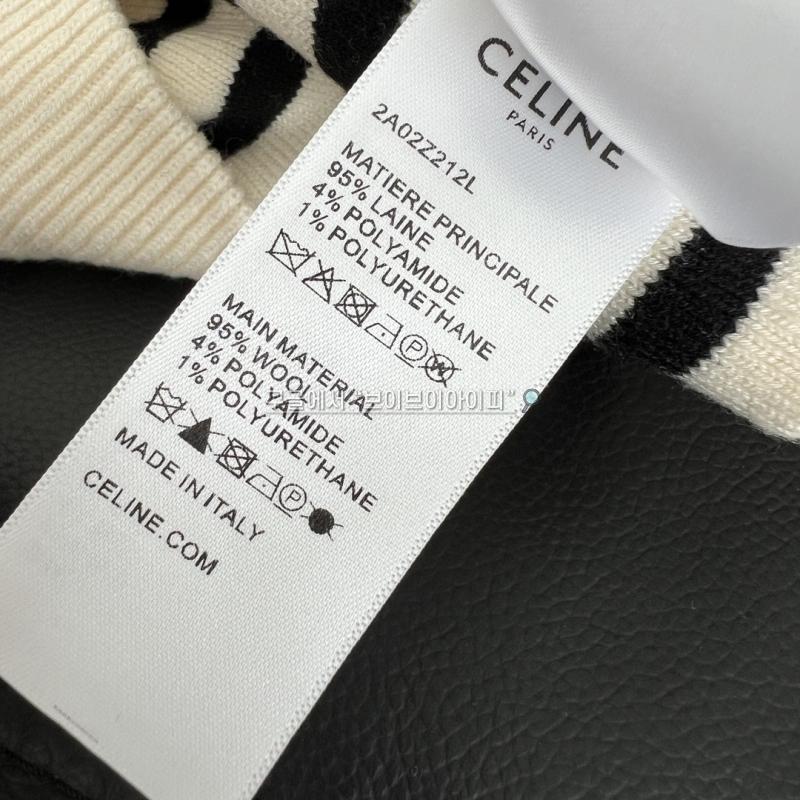 CELINE
PARIS
2A02Z212L
MATIERE PRINCIPALE
95% LAINE
4% POLYAMIDE
1% POLYURETHANE
P W
MAIN MATERIAL
95% WOOL
4% POLYAMIDE
1% POLYURETHANE
P
MADE IN ITALY
CELINE.COM